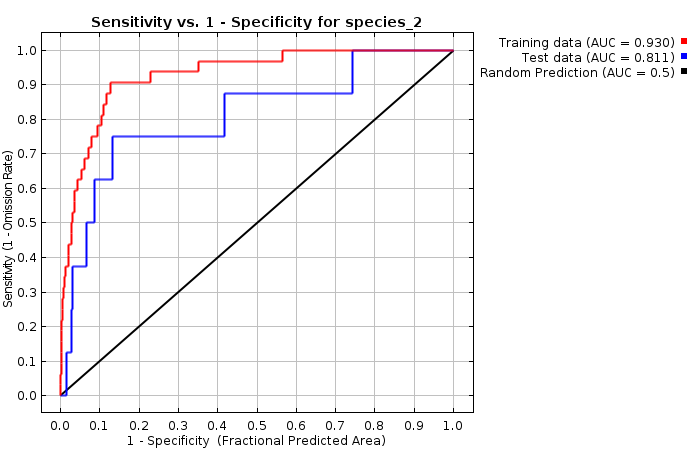 Sensitivity vs. 1 - Specificity for species_2
Training data (AUC = 0.930)
Test data (AUC = 0.811)
Random Prediction (AUC = 0.5)
Sensitivity (1 - Omission Rate)
1.0
0.9
0.8
0.7
0.6
0.5
0.4
0.3
0.2
0.1
0.0
0.0 0.1 0.2 0.3 0.4 0.5 0.6 0.7 0.8 0.9 1.0
1 - Specificity (Fractional Predicted Area)